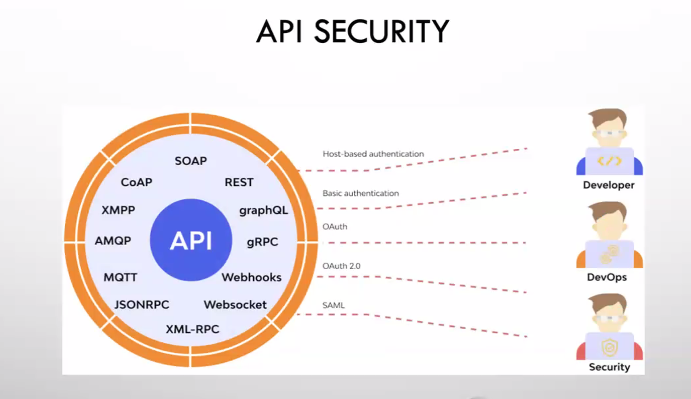 API SECURITY
SOAP
CoAP
REST
XMPP
graphQL
AMQP
API
gRPC
MQTT
Webhooks
JSONRPC
Websocket
XML-RPC
Host-based authentication
Basic authentication
OAuth
OAuth 2.0
SAML
Developer
DevOps
Security